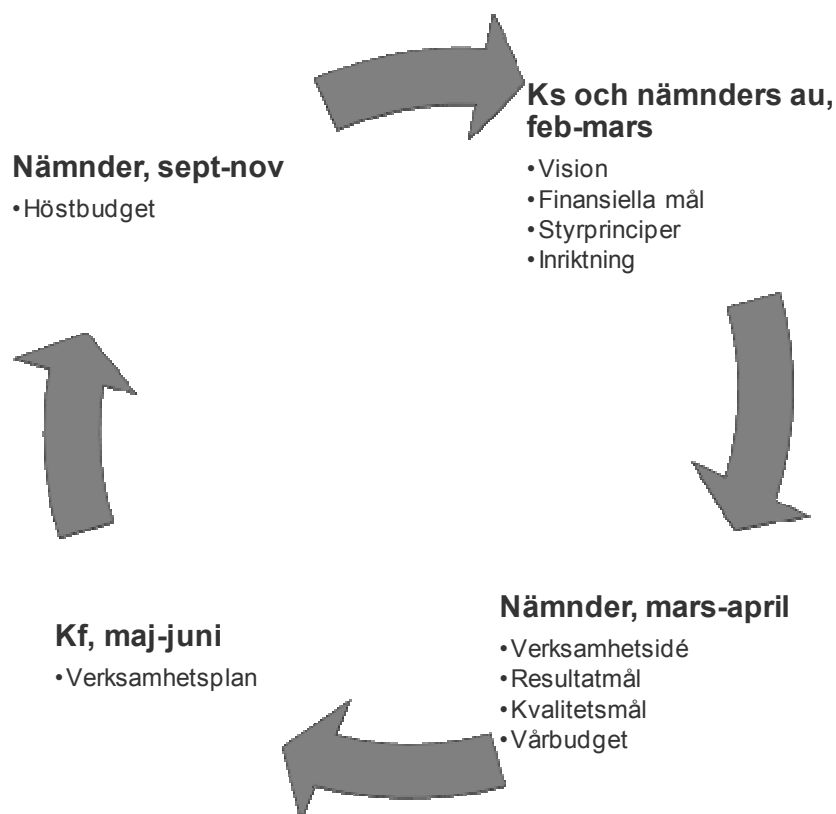 Ks och nämnders au,
feb-mars
•Vision
•Finansiella mål
•Styrprinciper
•Inriktning
Nämnder, mars-april
•Verksamhetsidé
•Resultatmål
•Kvalitetsmål
•Vårbudget
Kf, maj-juni
•Verksamhetsplan
Nämnder, sept-nov
•Höstbudget